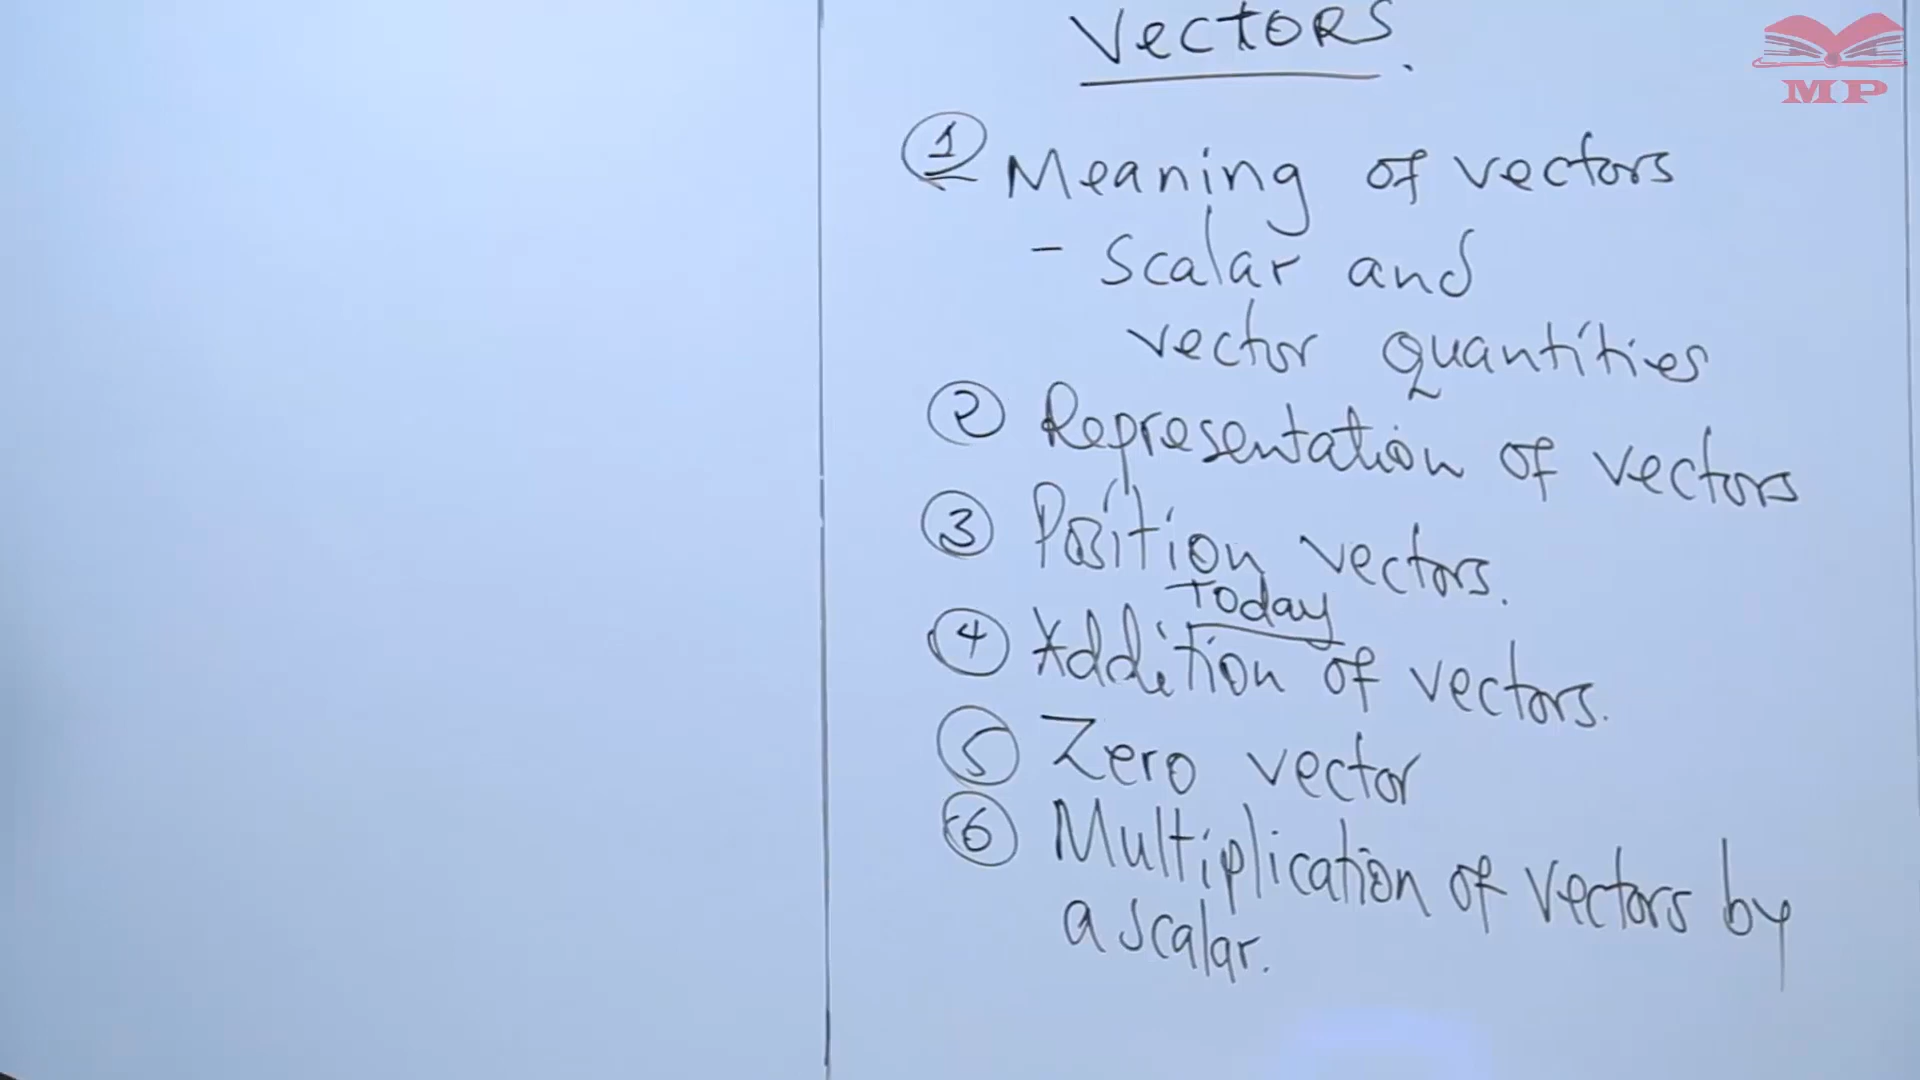 Vectors.
MP
① Meaning of vectors
- Scalar and
vector quantities
② Representation of vectors
③ Position vectors.
Today
④ Addition of vectors.
⑤ Zero vector
⑥ Multiplication of vectors by
a scalar.